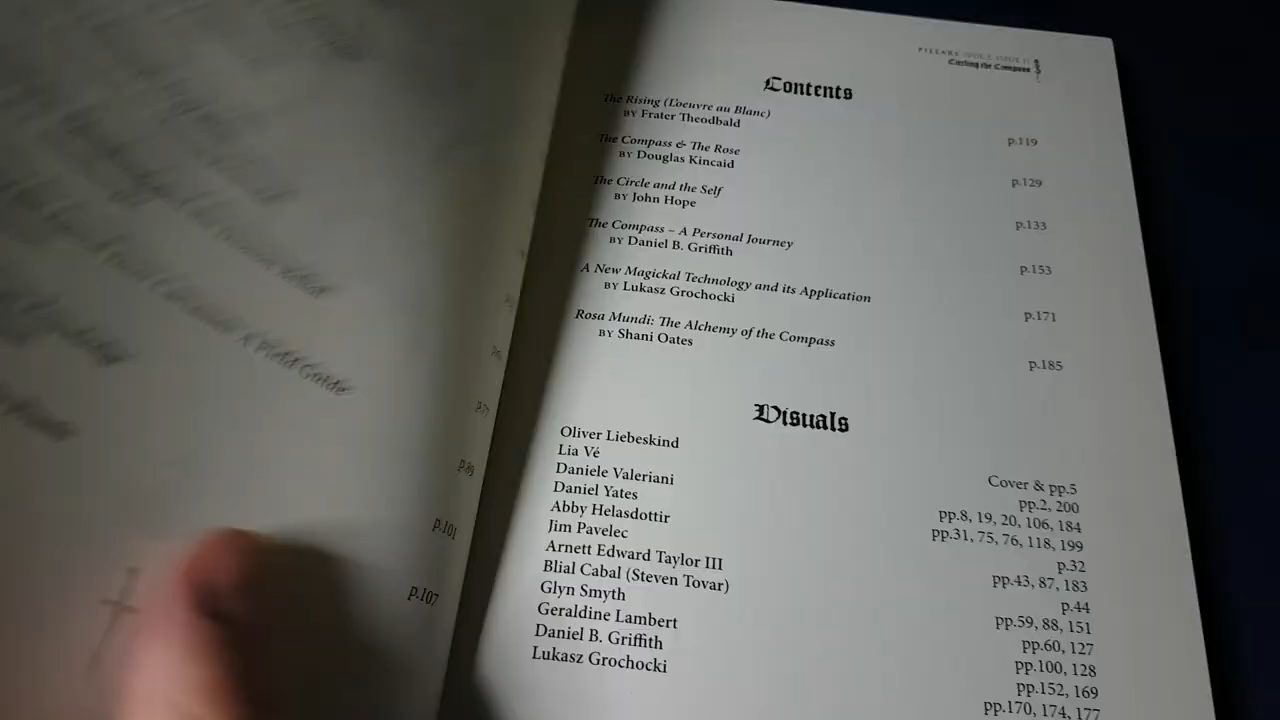 A Field Guide
p.77
p.89
p.101
p.107
PILLARS
Circling the Compass
Contents
The Rising (L'oeuvre au Blanc)
BY Frater Theodbald
p.119
The Compass & The Rose
BY Douglas Kincaid
p.129
The Circle and the Self
BY John Hope
p.133
The Compass – A Personal Journey
BY Daniel B. Griffith
p.153
A New Magickal Technology and its Application
BY Lukasz Grochocki
p.171
Rosa Mundi: The Alchemy of the Compass
BY Shani Oates
p.185
Visuals
Oliver Liebeskind Cover & pp.5
Lia Vé pp.2, 200
Daniele Valeriani pp.8, 19, 20, 106, 184
Daniel Yates pp.31, 75, 76, 118, 199
Abby Helasdottir p.32
Jim Pavelec pp.43, 87, 183
Arnett Edward Taylor III p.44
Blial Cabal (Steven Tovar) pp.59, 88, 151
Glyn Smyth pp.60, 127
Geraldine Lambert pp.100, 128
Daniel B. Griffith pp.152, 169
Lukasz Grochocki pp.170, 174, 177